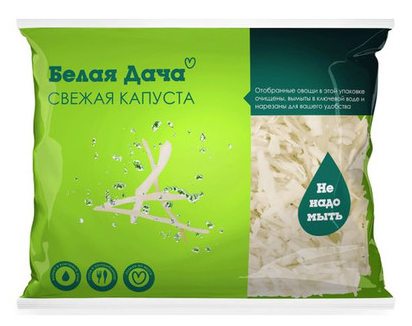 Белая Дача
СВЕЖАЯ КАПУСТА
Отобранные овощи в этой упаковке
очищены, вымыты в ключевой воде и
нарезаны для вашего удобства
Не
надо
мыть